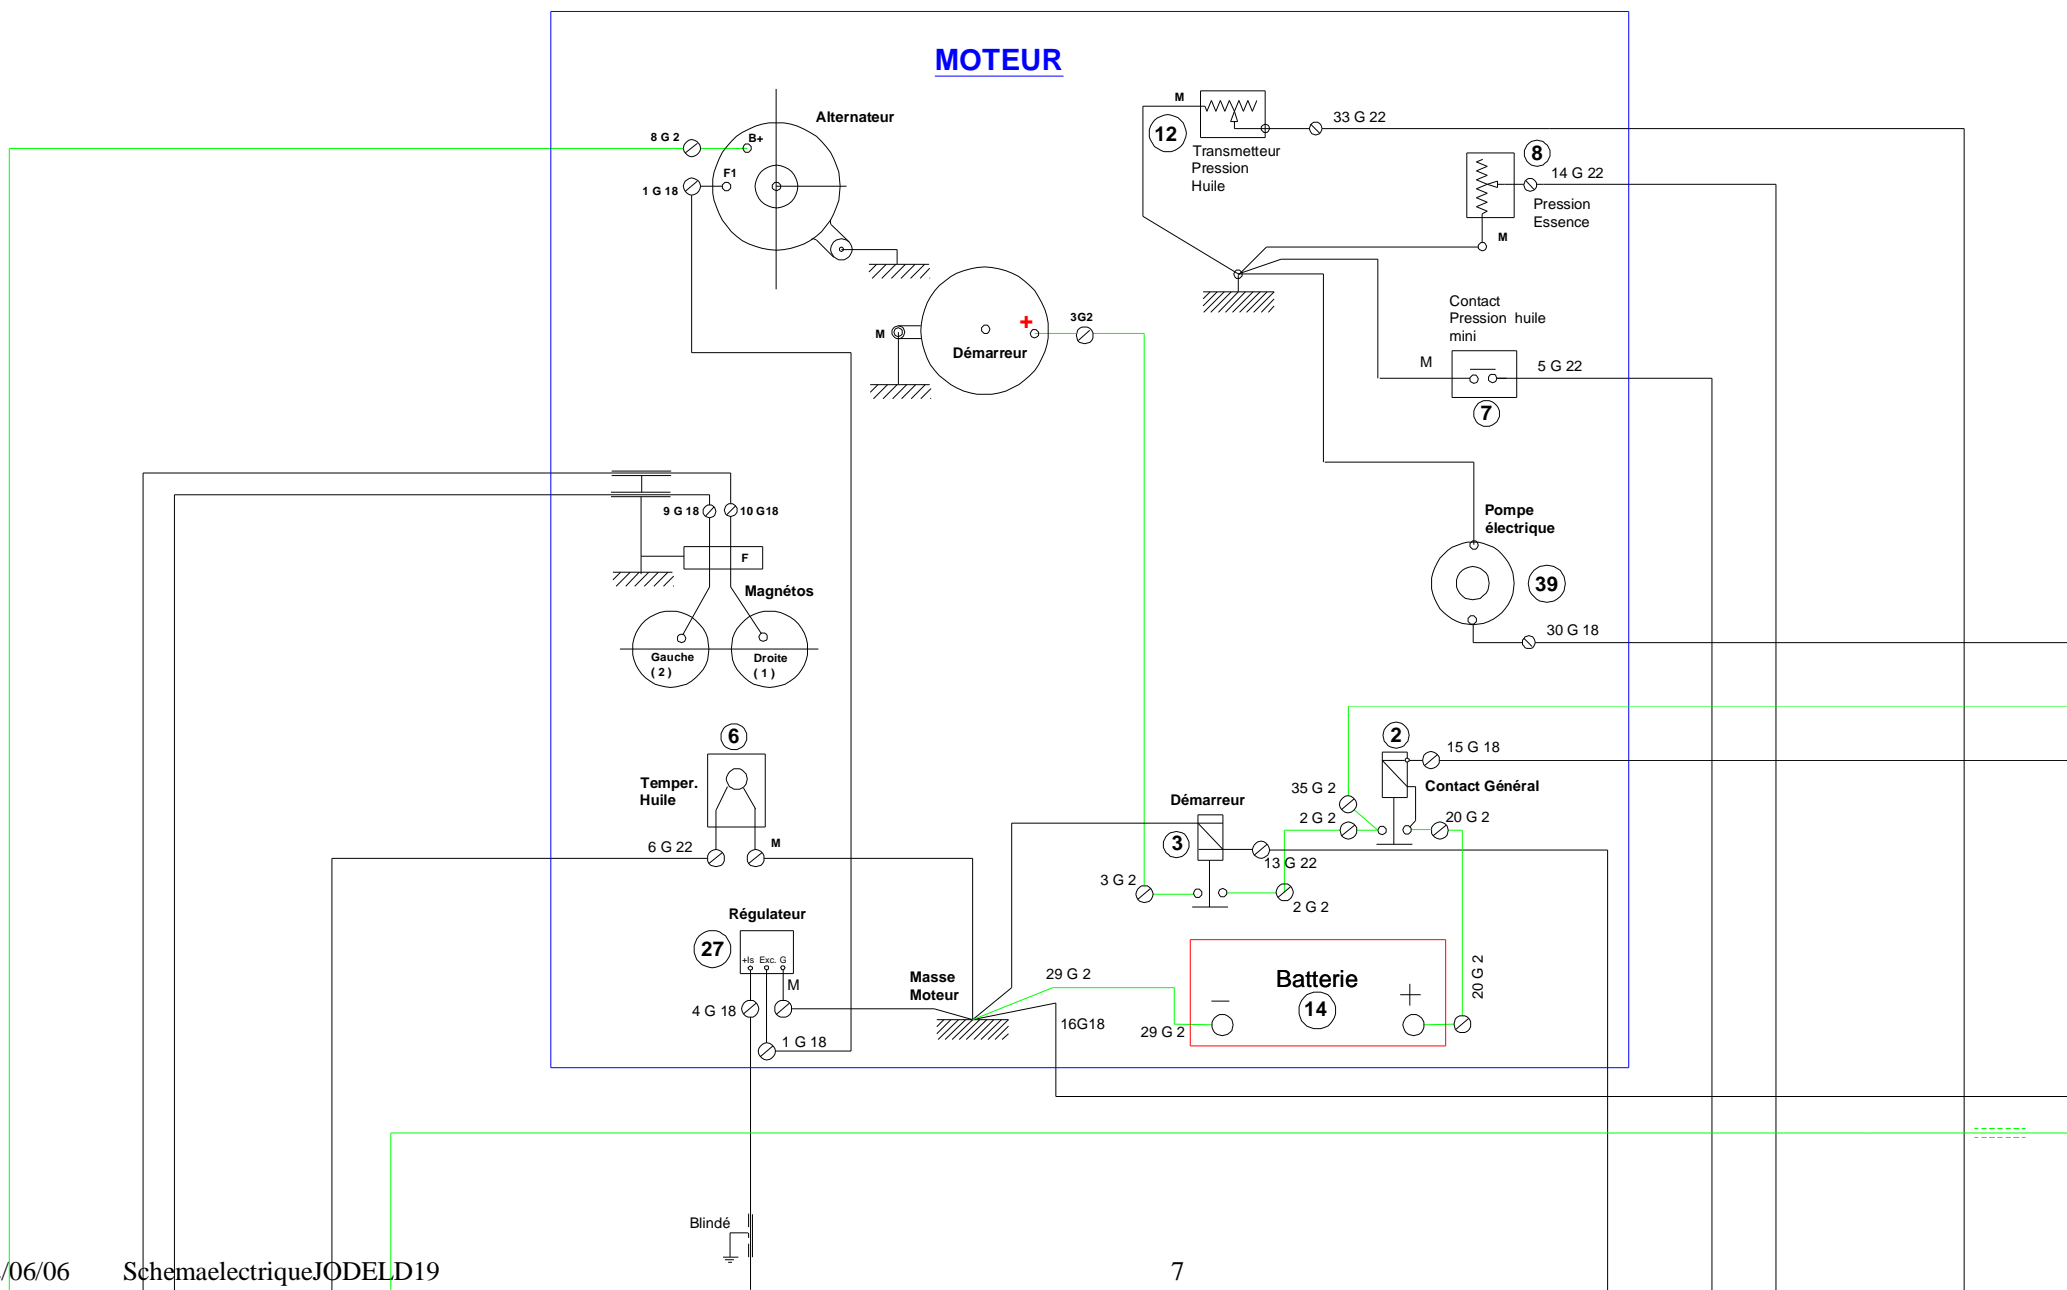 MOTEUR
Alternateur
8 G 2
B+
F1
1 G 18
M
12
Transmetteur
Pression
Huile
33 G 22
8
14 G 22
Pression
Essence
M
M
Démarreur
+
3G2
Contact
Pression huile
mini
M
5 G 22
7
9 G 18
10 G18
F
Magnétos
Gauche
( 2 )
Droite
( 1 )
Pompe
électrique
39
30 G 18
6
Temper.
Huile
6 G 22
M
2
15 G 18
Contact Général
35 G 2
2 G 2
20 G 2
Démarreur
3
13 G 22
3 G 2
2 G 2
Régulateur
27
+Is Exc. G
M
4 G 18
1 G 18
Masse
Moteur
29 G 2
16G18
29 G 2
Batterie
14
−
+
20 G 2
Blindé
/06/06 SchemaelectriqueJODELD19 7